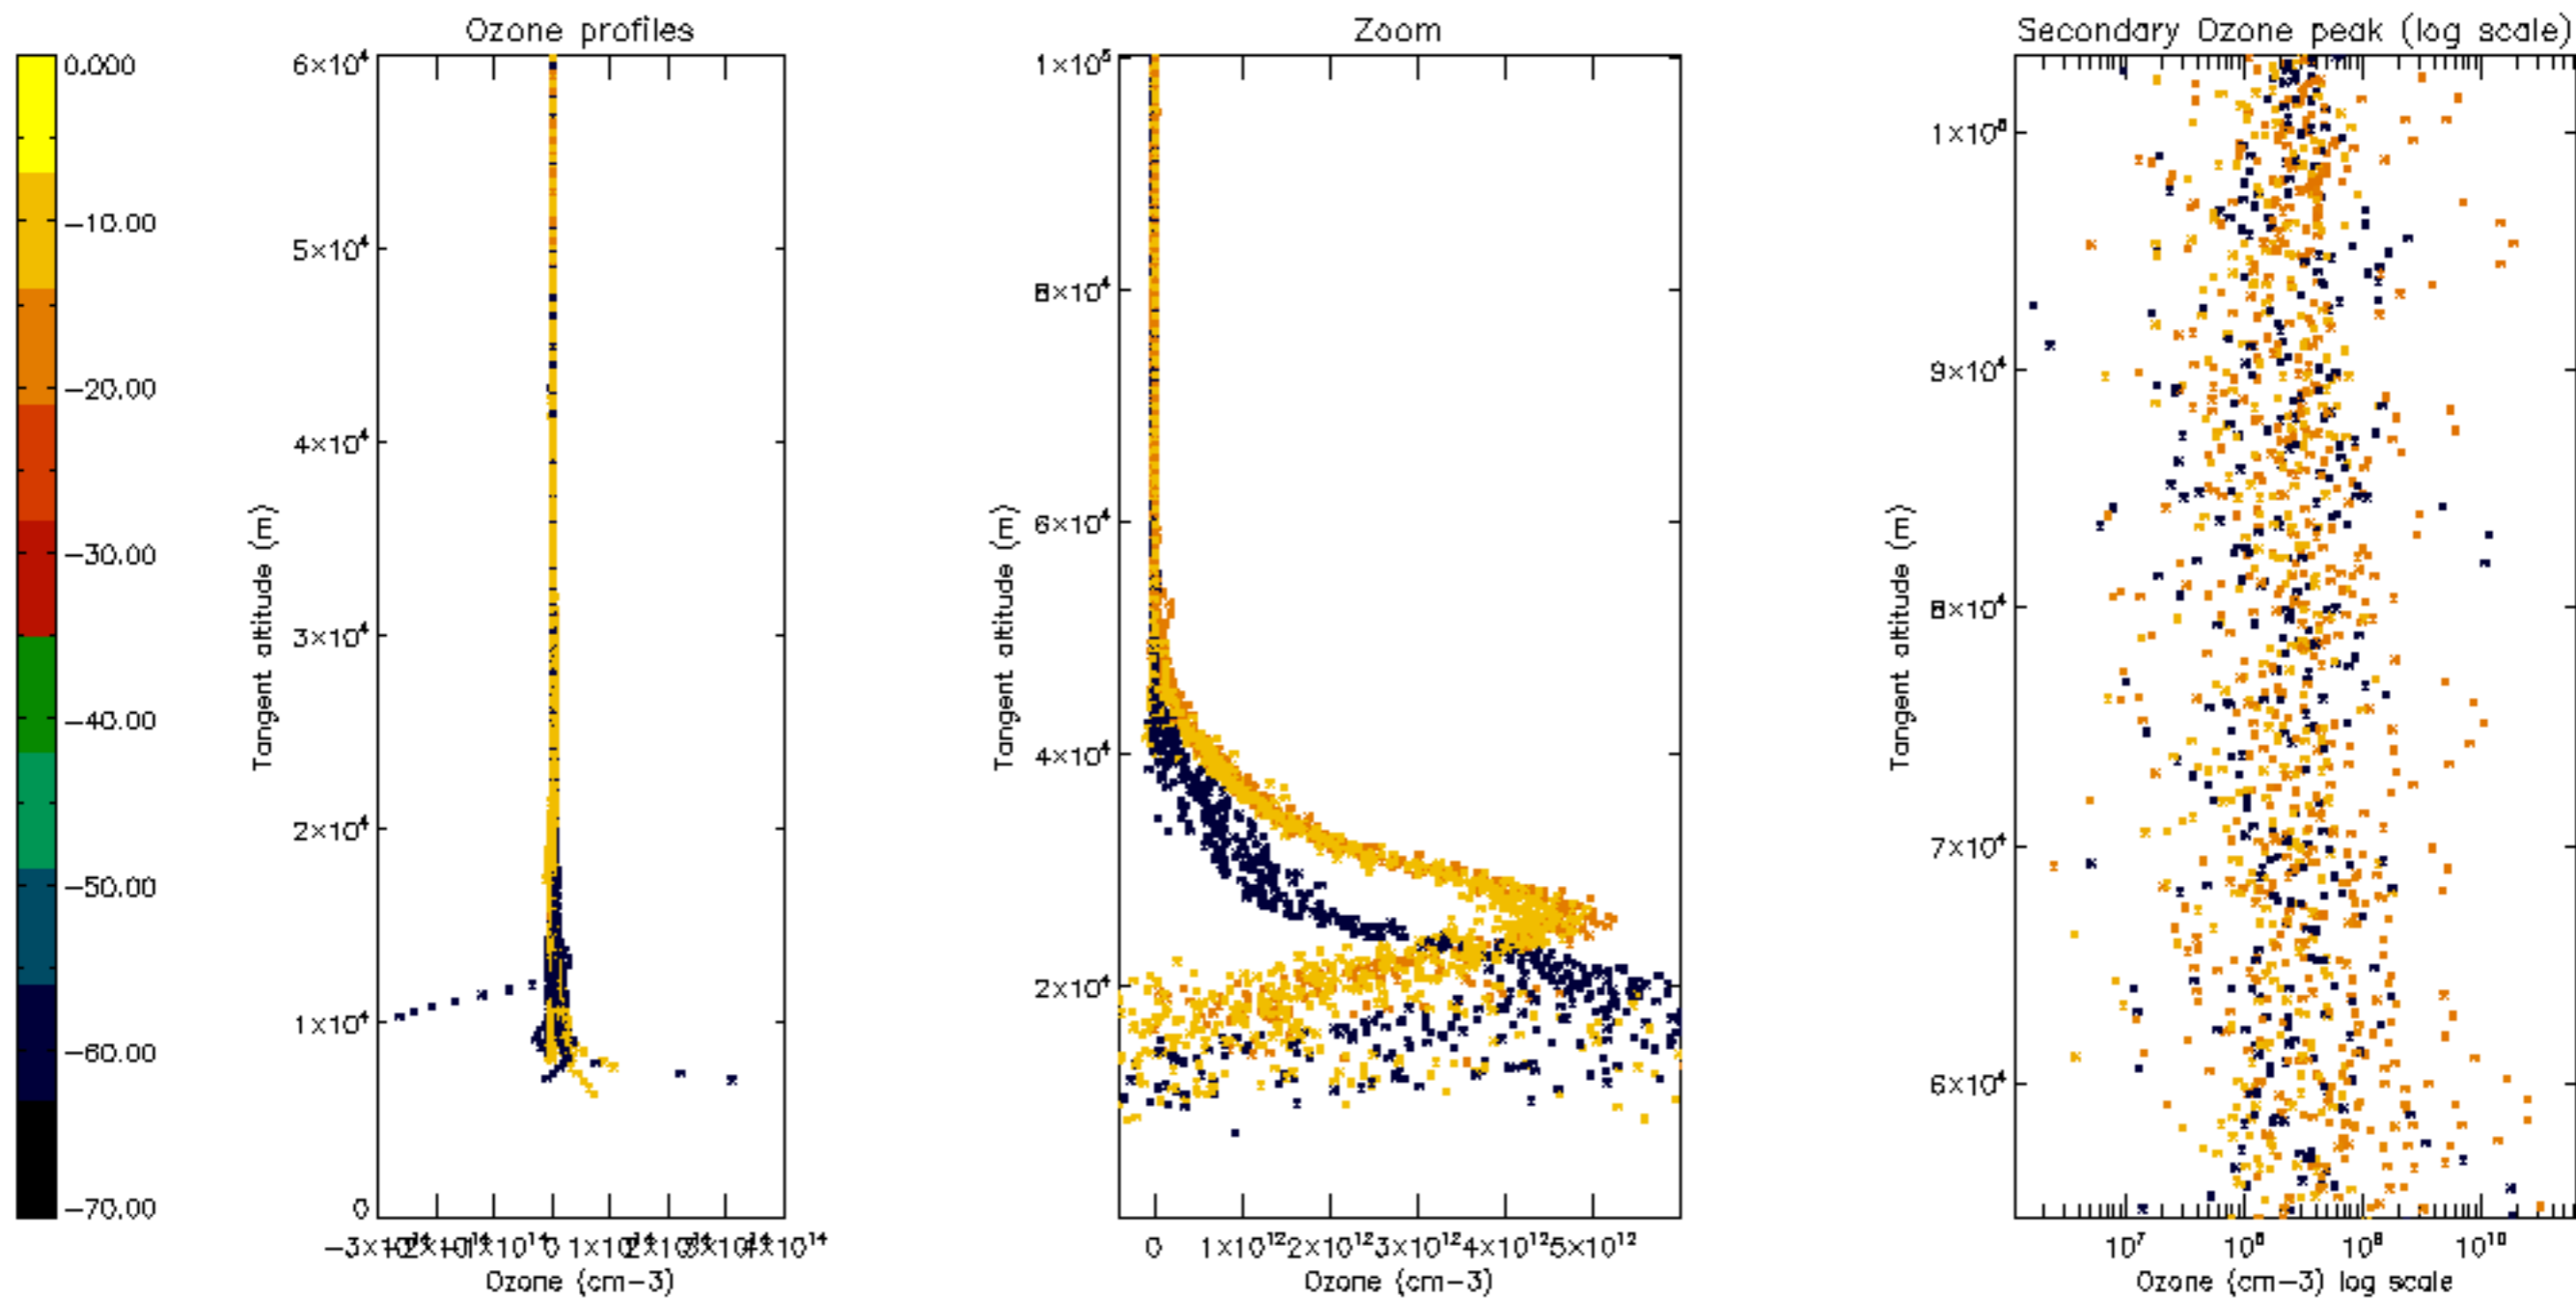 Ozone profiles
Zoom
Secondary Ozone peak (log scale)
0.000
−10.00
−20.00
−30.00
−40.00
−50.00
−60.00
−70.00
Tangent altitude (m)
6×10⁴
5×10⁴
4×10⁴
3×10⁴
2×10⁴
1×10⁴
0
Ozone (cm−3)
Tangent altitude (m)
1×10⁵
8×10⁴
6×10⁴
4×10⁴
2×10⁴
0 1×10¹² 2×10¹² 3×10¹² 4×10¹² 5×10¹²
Ozone (cm−3)
Tangent altitude (m)
9×10⁴
8×10⁴
7×10⁴
6×10⁴
10⁷ 10⁸ 10⁹ 10¹⁰
Ozone (cm−3) log scale